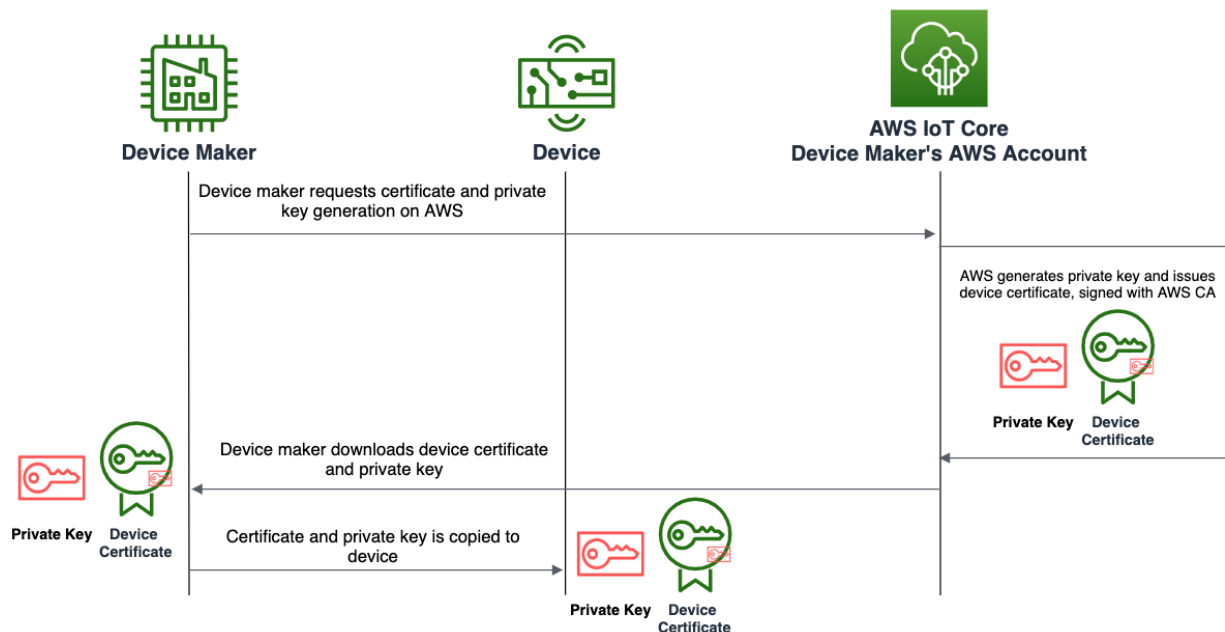 Device Maker
Device
AWS IoT Core
Device Maker's AWS Account
Device maker requests certificate and private
key generation on AWS
AWS generates private key and issues
device certificate, signed with AWS CA
Private Key
Device
Certificate
Device maker downloads device certificate
and private key
Private Key
Device
Certificate
Certificate and private key is copied to
device
Private Key
Device
Certificate